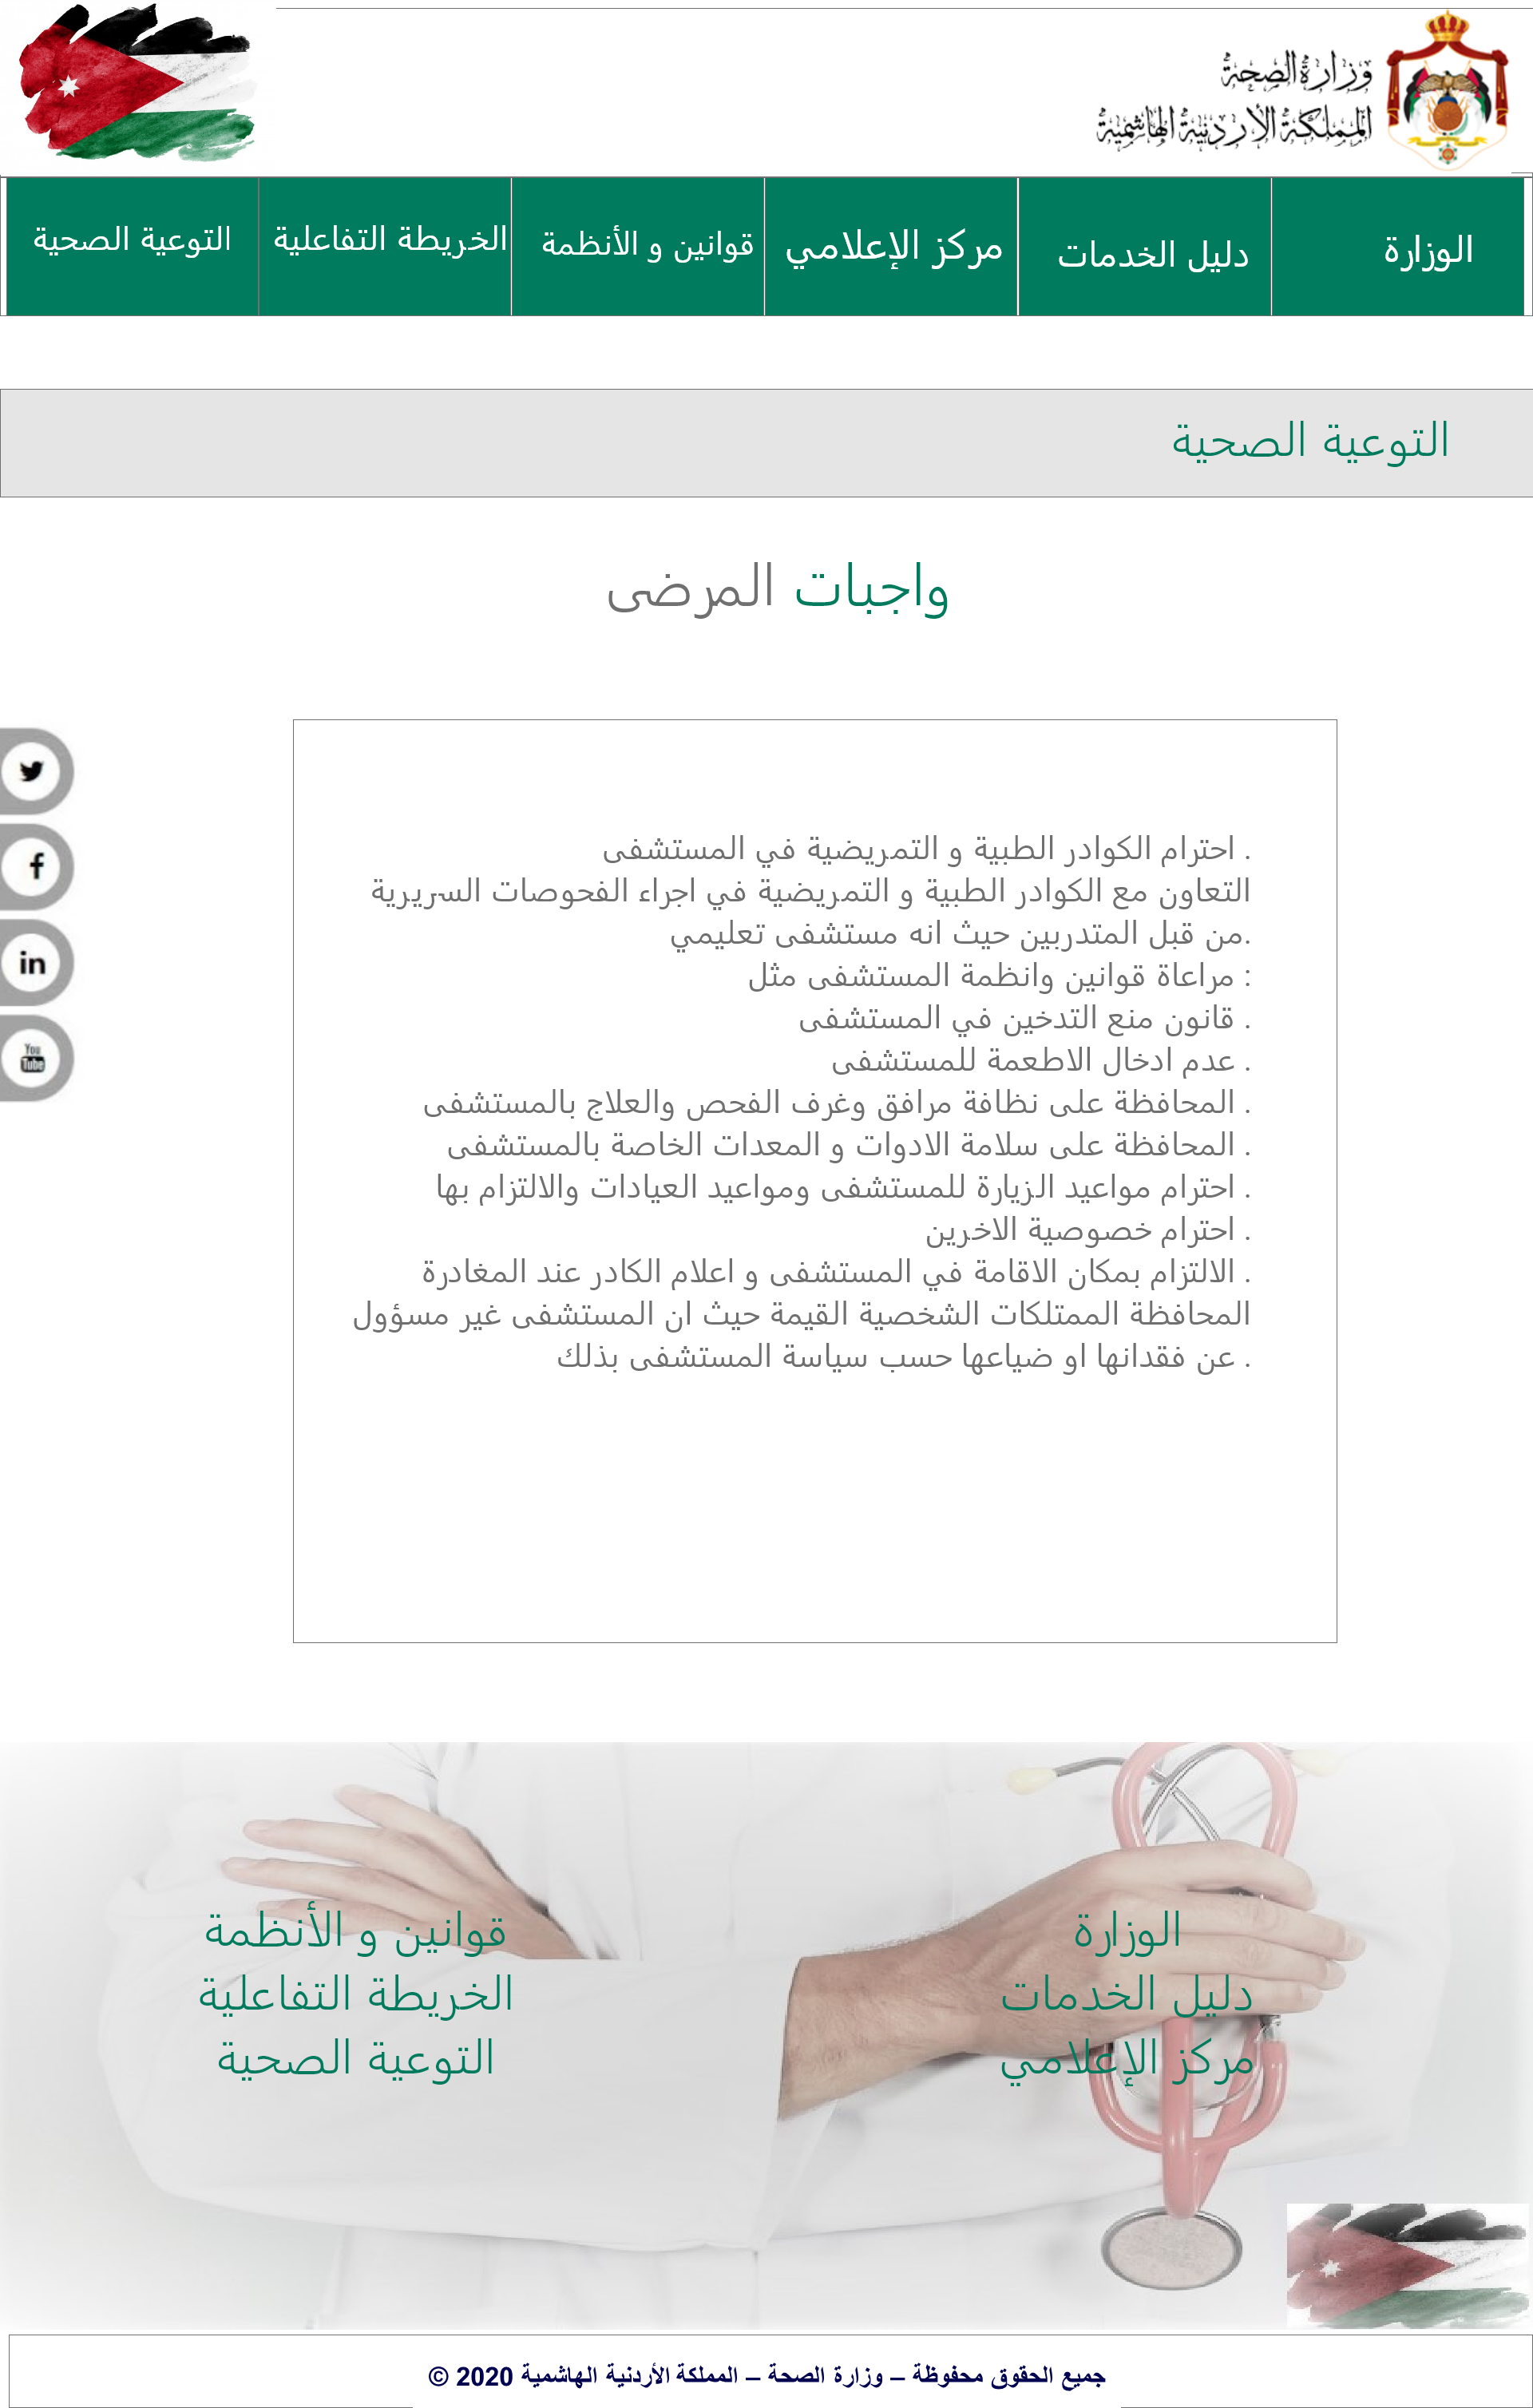 وزارة الصحة
المملكة الأردنية الهاشمية
الوزارة
دليل الخدمات
مركز الإعلامي
قوانين و الأنظمة
الخريطة التفاعلية
التوعية الصحية
التوعية الصحية
واجبات المرضى
. احترام الكوادر الطبية و التمريضية في المستشفى
التعاون مع الكوادر الطبية و التمريضية في اجراء الفحوصات السريرية
.من قبل المتدربين حيث انه مستشفى تعليمي
: مراعاة قوانين وانظمة المستشفى مثل
. قانون منع التدخين في المستشفى
. عدم ادخال الاطعمة للمستشفى
. المحافظة على نظافة مرافق وغرف الفحص والعلاج بالمستشفى
. المحافظة على سلامة الادوات و المعدات الخاصة بالمستشفى
. احترام مواعيد الزيارة للمستشفى ومواعيد العيادات والالتزام بها
. احترام خصوصية الاخرين
. الالتزام بمكان الاقامة في المستشفى و اعلام الكادر عند المغادرة
المحافظة الممتلكات الشخصية القيمة حيث ان المستشفى غير مسؤول
. عن فقدانها او ضياعها حسب سياسة المستشفى بذلك
in
You
Tube
الوزارة
دليل الخدمات
مركز الإعلامي
قوانين و الأنظمة
الخريطة التفاعلية
التوعية الصحية
جميع الحقوق محفوظة – وزارة الصحة – المملكة الأردنية الهاشمية 2020 ©